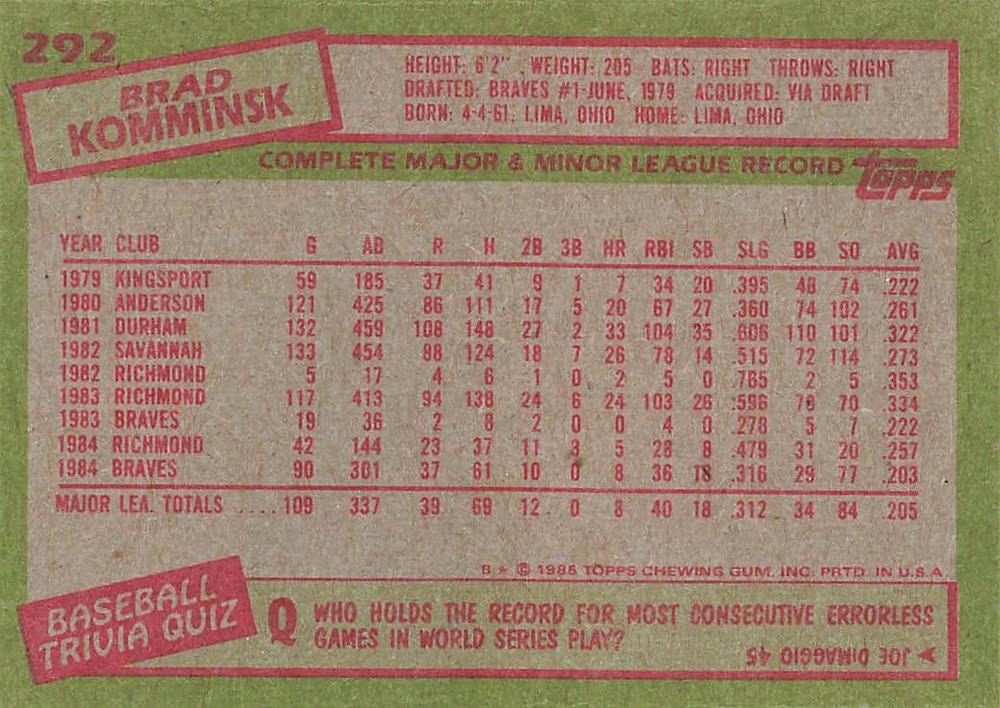 292
BRAD
KOMMINSK
HEIGHT: 6'2" WEIGHT: 205 BATS: RIGHT THROWS: RIGHT
DRAFTED: BRAVES #1-JUNE, 1979 ACQUIRED: VIA DRAFT
BORN: 4-4-61, LIMA, OHIO HOME: LIMA, OHIO
COMPLETE MAJOR & MINOR LEAGUE RECORD topps
YEAR CLUB G AB R H 2B 3B HR RBI SB SLG BB SO AVG
1979 KINGSPORT 59 185 37 41 9 1 7 34 20 .395 48 74 .222
1980 ANDERSON 121 425 86 111 17 5 20 67 27 .360 74 102 .261
1981 DURHAM 132 459 108 148 27 2 33 104 35 .606 110 101 .322
1982 SAVANNAH 133 454 88 124 18 7 26 78 14 .515 72 114 .273
1982 RICHMOND 5 17 4 6 1 0 2 5 0 .765 2 5 .353
1983 RICHMOND 117 413 94 138 24 6 24 103 26 .596 70 .334
1983 BRAVES 19 36 2 8 2 0 0 4 0 .278 5 7 .222
1984 RICHMOND 42 144 23 37 11 3 5 28 8 .479 31 20 .257
1984 BRAVES 90 301 37 61 10 0 8 36 18 .316 29 77 .203
MAJOR LEA. TOTALS ....109 337 39 69 12 0 8 40 18 .312 34 84 .205
B * © 1985 TOPPS CHEWING GUM, INC. PRTD. IN U.S.A.
BASEBALL
TRIVIA QUIZ
Q WHO HOLDS THE RECORD FOR MOST CONSECUTIVE ERRORLESS
GAMES IN WORLD SERIES PLAY?
JOE DIMAGGIO 45